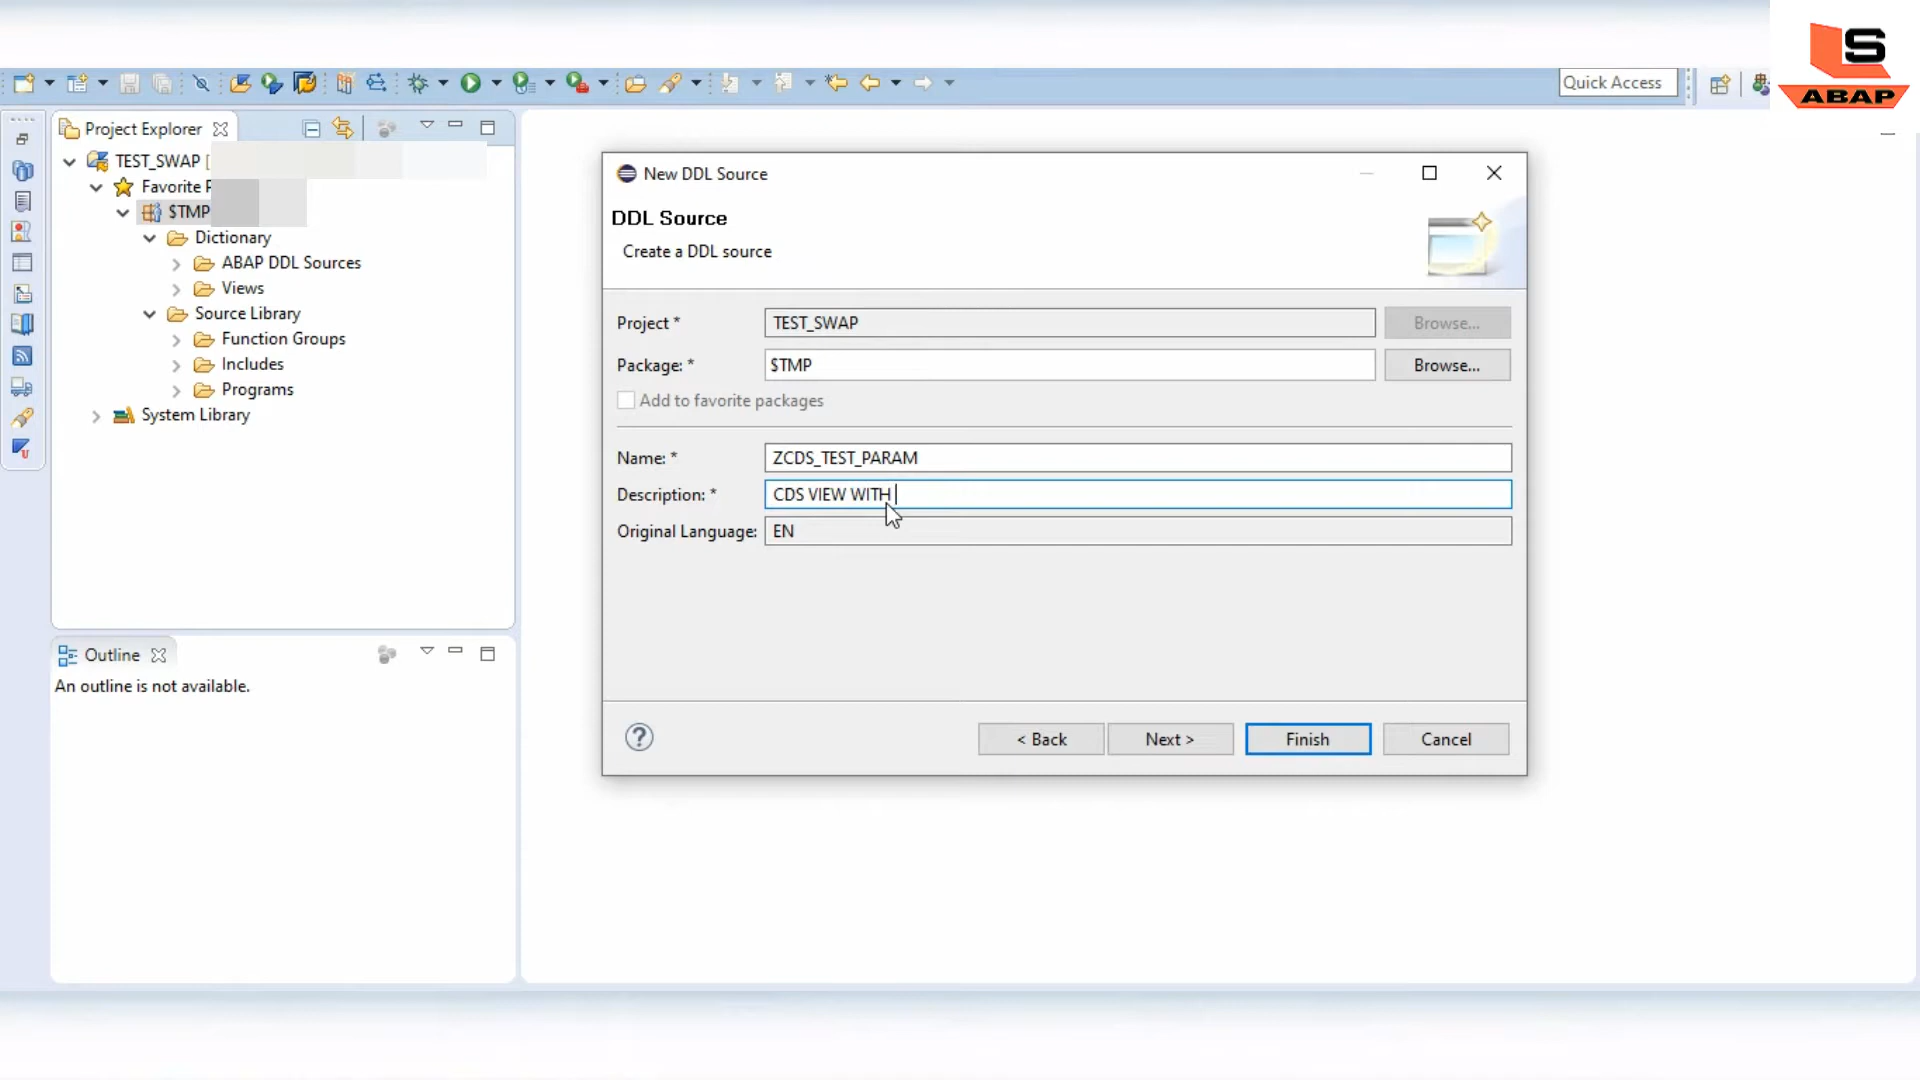 S
ABAP
Quick Access
Project Explorer
TEST_SWAP [
Favorite P
$TMP
Dictionary
ABAP DDL Sources
Views
Source Library
Function Groups
Includes
Programs
System Library
Outline
An outline is not available.
New DDL Source
DDL Source
Create a DDL source
Project * TEST_SWAP Browse...
Package: * $TMP Browse...
Add to favorite packages
Name: * ZCDS_TEST_PARAM
Description: * CDS VIEW WITH
Original Language: EN
? < Back Next > Finish Cancel